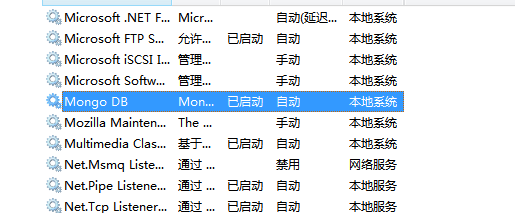 Microsoft .NET F... Micr... 自动(延迟... 本地系统
Microsoft FTP S... 允许... 已启动 自动 本地系统
Microsoft iSCSI I... 管理... 手动 本地系统
Microsoft Softw... 管理... 手动 本地系统
Mongo DB Mon... 已启动 自动 本地系统
Mozilla Mainten... The ... 手动 本地系统
Multimedia Clas... 基于... 已启动 自动 本地系统
Net.Msmq Liste... 通过 ... 禁用 网络服务
Net.Pipe Listene... 通过 ... 已启动 自动 本地服务
Net.Tcp Listener... 通过 ... 已启动 自动 本地服务